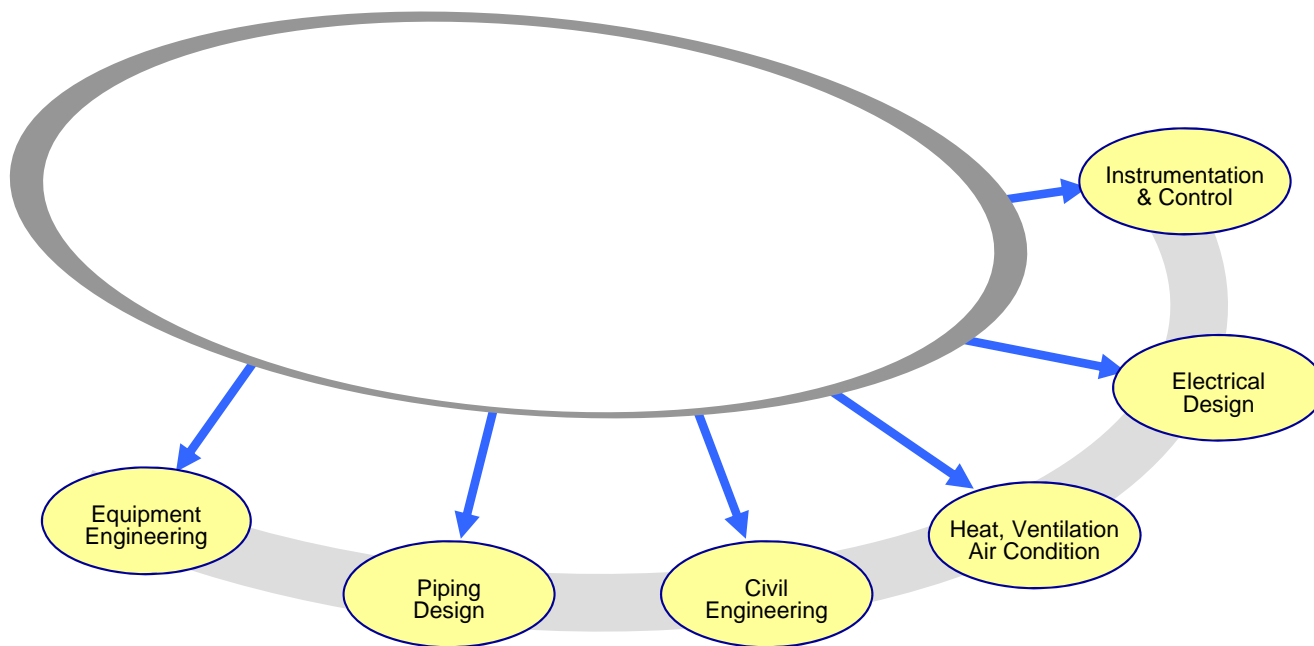 Instrumentation
& Control
Electrical
Design
Heat, Ventilation
Air Condition
Civil
Engineering
Piping
Design
Equipment
Engineering